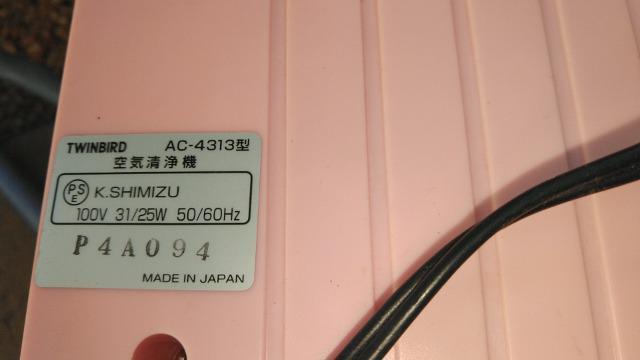 TWINBIRD AC-4313型
空気清浄機
PSE K.SHIMIZU
100V 31/25W 50/60Hz
P4A094
MADE IN JAPAN